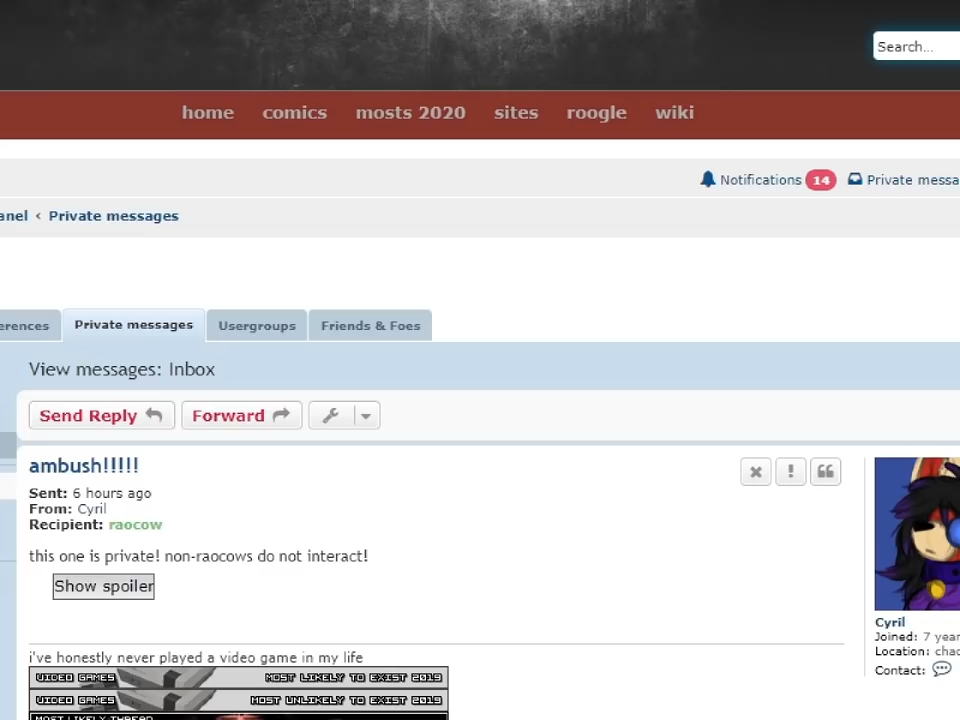 Search...
home comics mosts 2020 sites roogle wiki
Notifications 14 Private messa
anel ‹ Private messages
erences Private messages Usergroups Friends & Foes
View messages: Inbox
Send Reply Forward
ambush!!!!!
Sent: 6 hours ago
From: Cyril
Recipient: raocow
this one is private! non-raocows do not interact!
Show spoiler
Cyril
Joined: 7 year
Location: chao
Contact:
i've honestly never played a video game in my life
VIDEO GAMES MOST LIKELY TO EXIST 2019
VIDEO GAMES MOST UNLIKELY TO EXIST 2019
MOST LIKELY THREAD